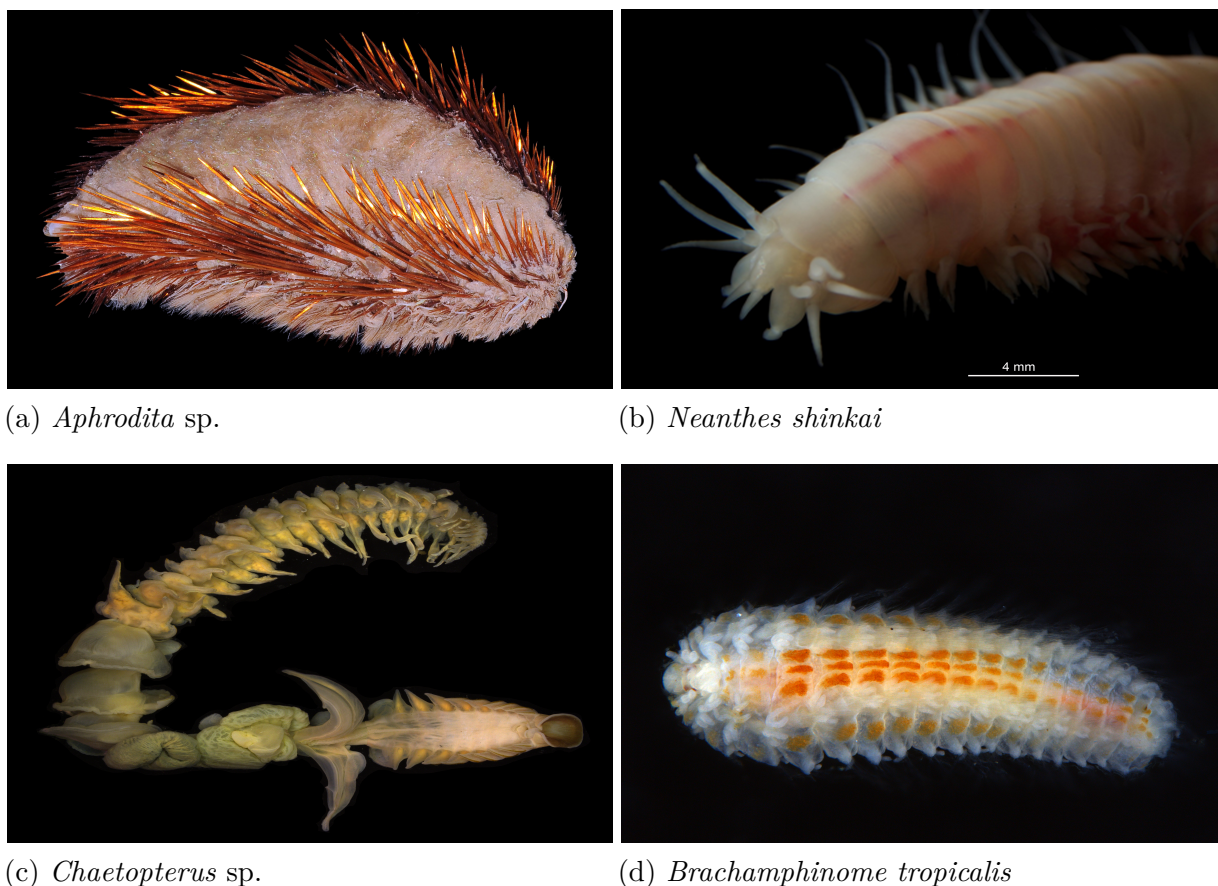 4 mm
(a) Aphrodita sp.
(b) Neanthes shinkai
(c) Chaetopterus sp.
(d) Brachamphinome tropicalis